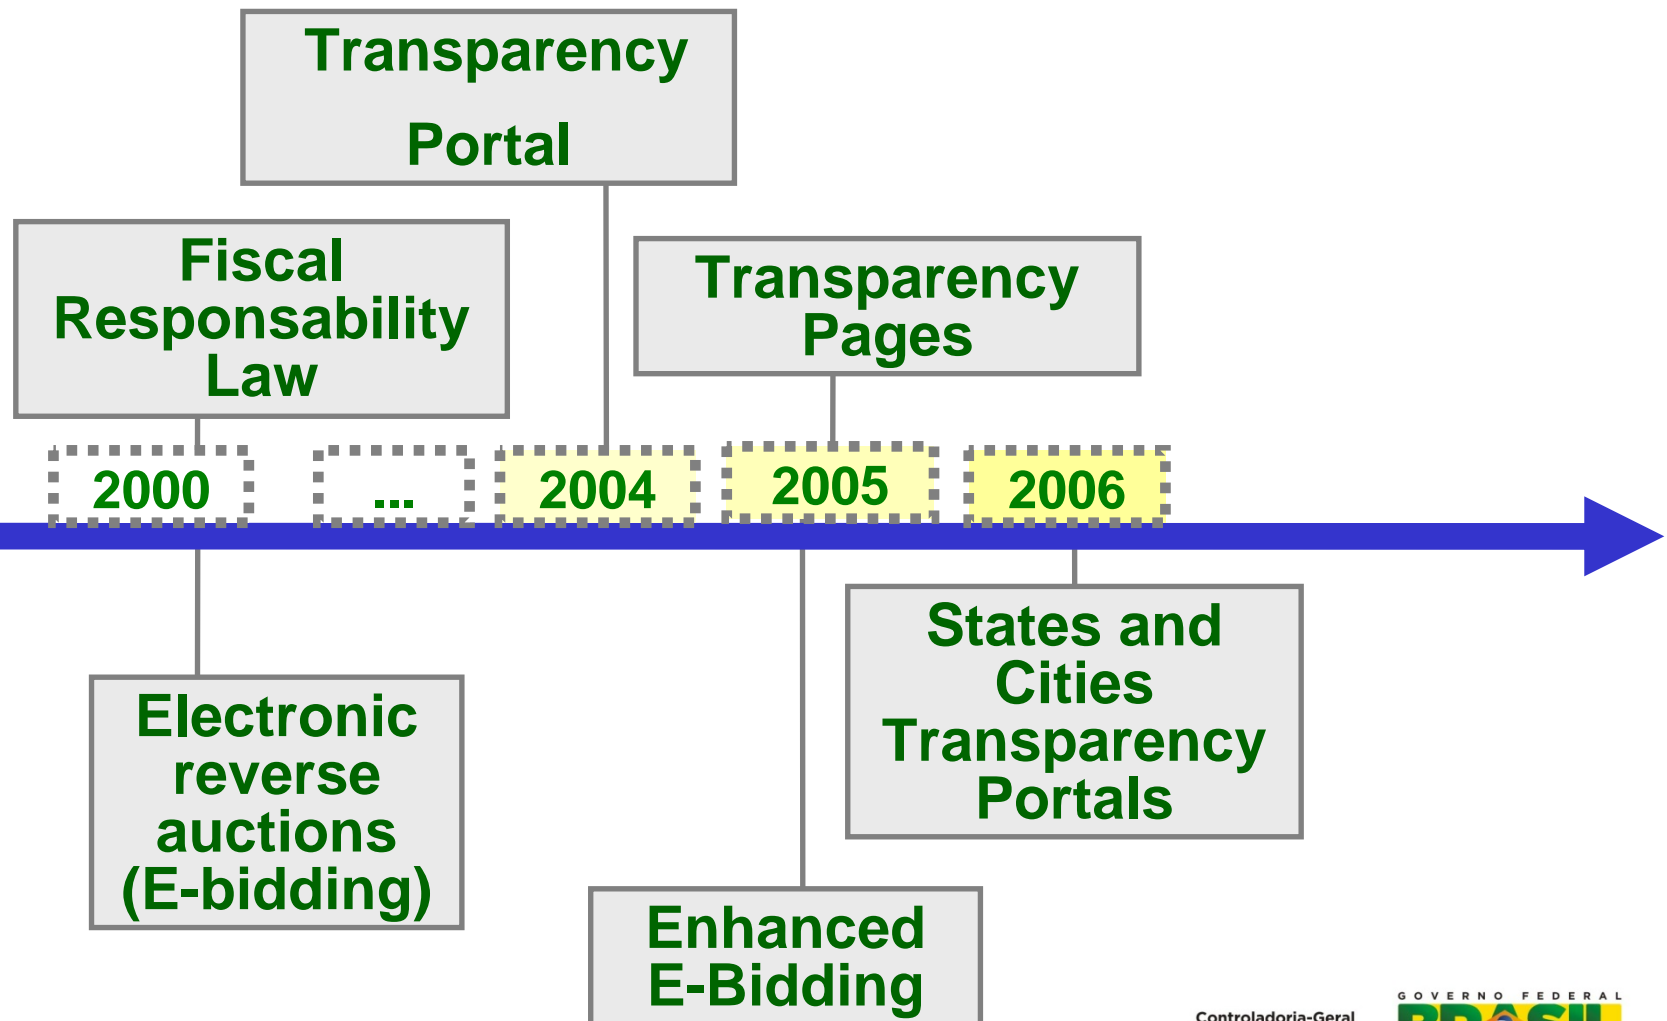 Transparency
Portal
Fiscal
Responsability
Law
Transparency
Pages
2000
...
2004
2005
2006
States and
Cities
Transparency
Portals
Electronic
reverse
auctions
(E-bidding)
Enhanced
E-Bidding
Controladoria-Geral
GOVERNO FEDERAL
BRASIL